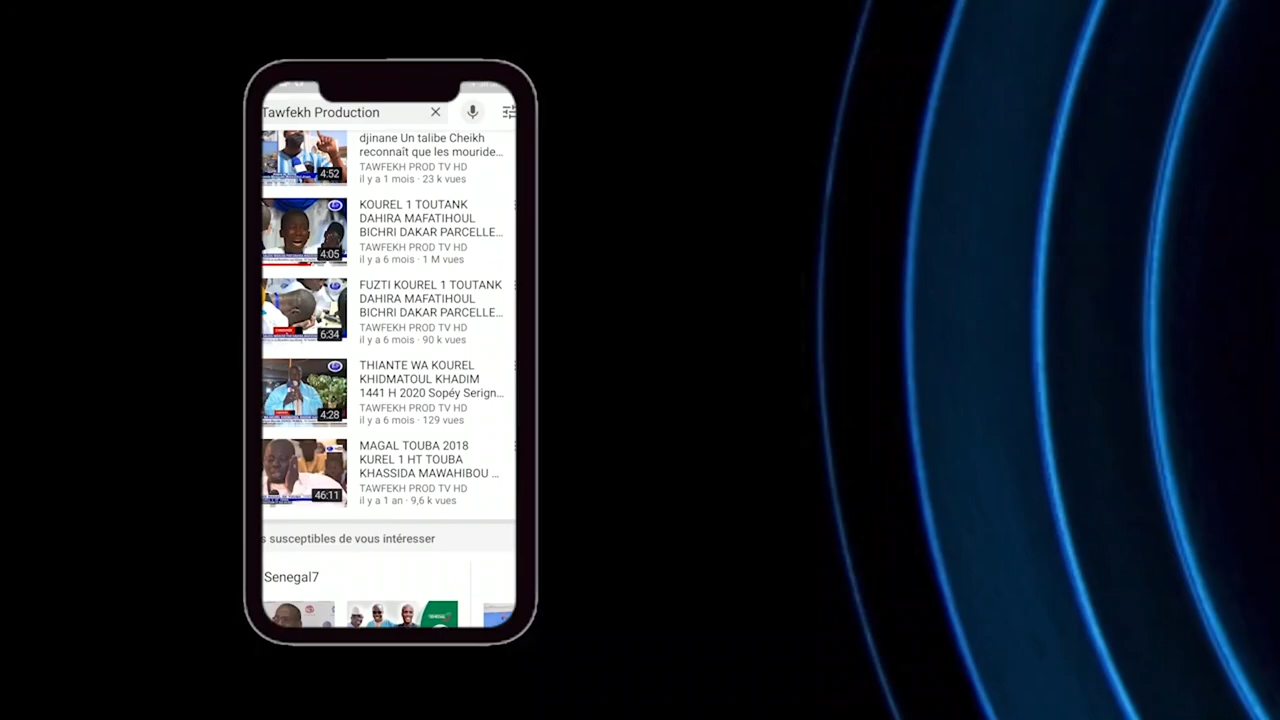 Tawfekh Production
djinane Un talibe Cheikh
reconnaît que les mouride...
TAWFEKH PROD TV HD
il y a 1 mois · 23 k vues
4:52
KOUREL 1 TOUTANK
DAHIRA MAFATIHOUL
BICHRI DAKAR PARCELLE...
TAWFEKH PROD TV HD
il y a 6 mois · 1 M vues
4:05
FUZTI KOUREL 1 TOUTANK
DAHIRA MAFATIHOUL
BICHRI DAKAR PARCELLE...
TAWFEKH PROD TV HD
il y a 6 mois · 90 k vues
6:34
THIANTE WA KOUREL
KHIDMATOUL KHADIM
1441 H 2020 Sopéy Serign...
TAWFEKH PROD TV HD
il y a 6 mois · 129 vues
4:28
MAGAL TOUBA 2018
KUREL 1 HT TOUBA
KHASSIDA MAWAHIBOU ...
TAWFEKH PROD TV HD
il y a 1 an · 9,6 k vues
46:11
s susceptibles de vous intéresser
Senegal7